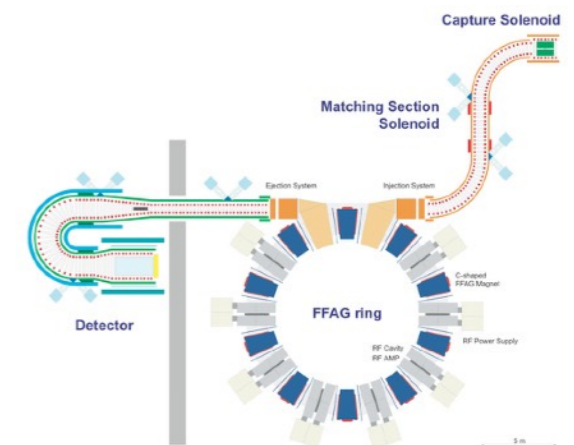 Capture Solenoid
Matching Section
Solenoid
Ejection System
Injection System
C-shaped
FFAG Magnet
FFAG ring
Detector
RF Power Supply
RF Cavity
RF AMP
5 m